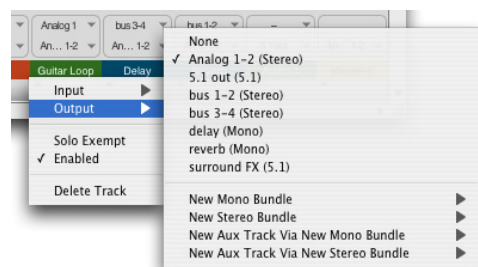 Analog 1 bus 3-4 bus 1-2 –
An... 1-2 An... 1-2
Guitar Loop Delay
Input
Output
Solo Exempt
✓ Enabled
Delete Track
None
✓ Analog 1-2 (Stereo)
5.1 out (5.1)
bus 1-2 (Stereo)
bus 3-4 (Stereo)
delay (Mono)
reverb (Mono)
surround FX (5.1)
New Mono Bundle
New Stereo Bundle
New Aux Track Via New Mono Bundle
New Aux Track Via New Stereo Bundle